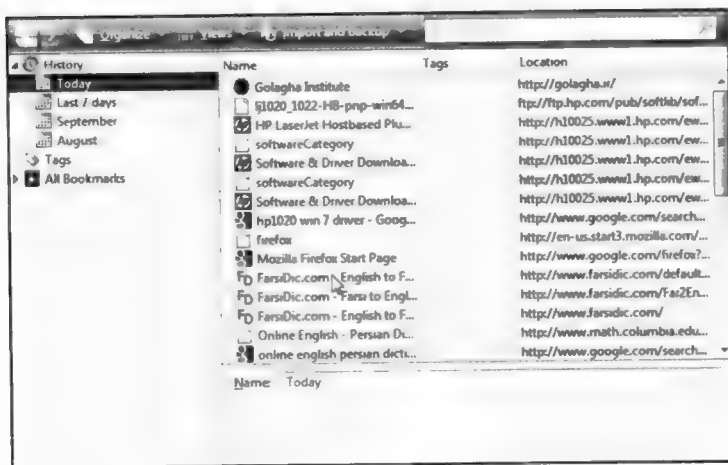 Organize Views Import and Backup
History Name Tags Location
Today Golagha Institute http://golagha.ir/
Last 7 days lj1020_1022-HB-pnp-win64... ftp://ftp.hp.com/pub/softlib/sof...
September HP LaserJet Hostbased Plu... http://h10025.www1.hp.com/ew...
August softwareCategory http://h10025.www1.hp.com/ew...
Tags Software & Driver Downloa... http://h10025.www1.hp.com/ew...
All Bookmarks softwareCategory http://h10025.www1.hp.com/ew...
Software & Driver Downloa... http://h10025.www1.hp.com/ew...
hp1020 win 7 driver - Goog... http://www.google.com/search...
firefox http://en-us.start3.mozilla.com/...
Mozilla Firefox Start Page http://www.google.com/firefox?...
FarsiDic.com - English to F... http://www.farsidic.com/default...
FarsiDic.com - Farsi to Engl... http://www.farsidic.com/Far2En...
FarsiDic.com - English to F... http://www.farsidic.com/
Online English - Persian Di... http://www.math.columbia.edu...
online english persian dicti... http://www.google.com/search...
Name: Today